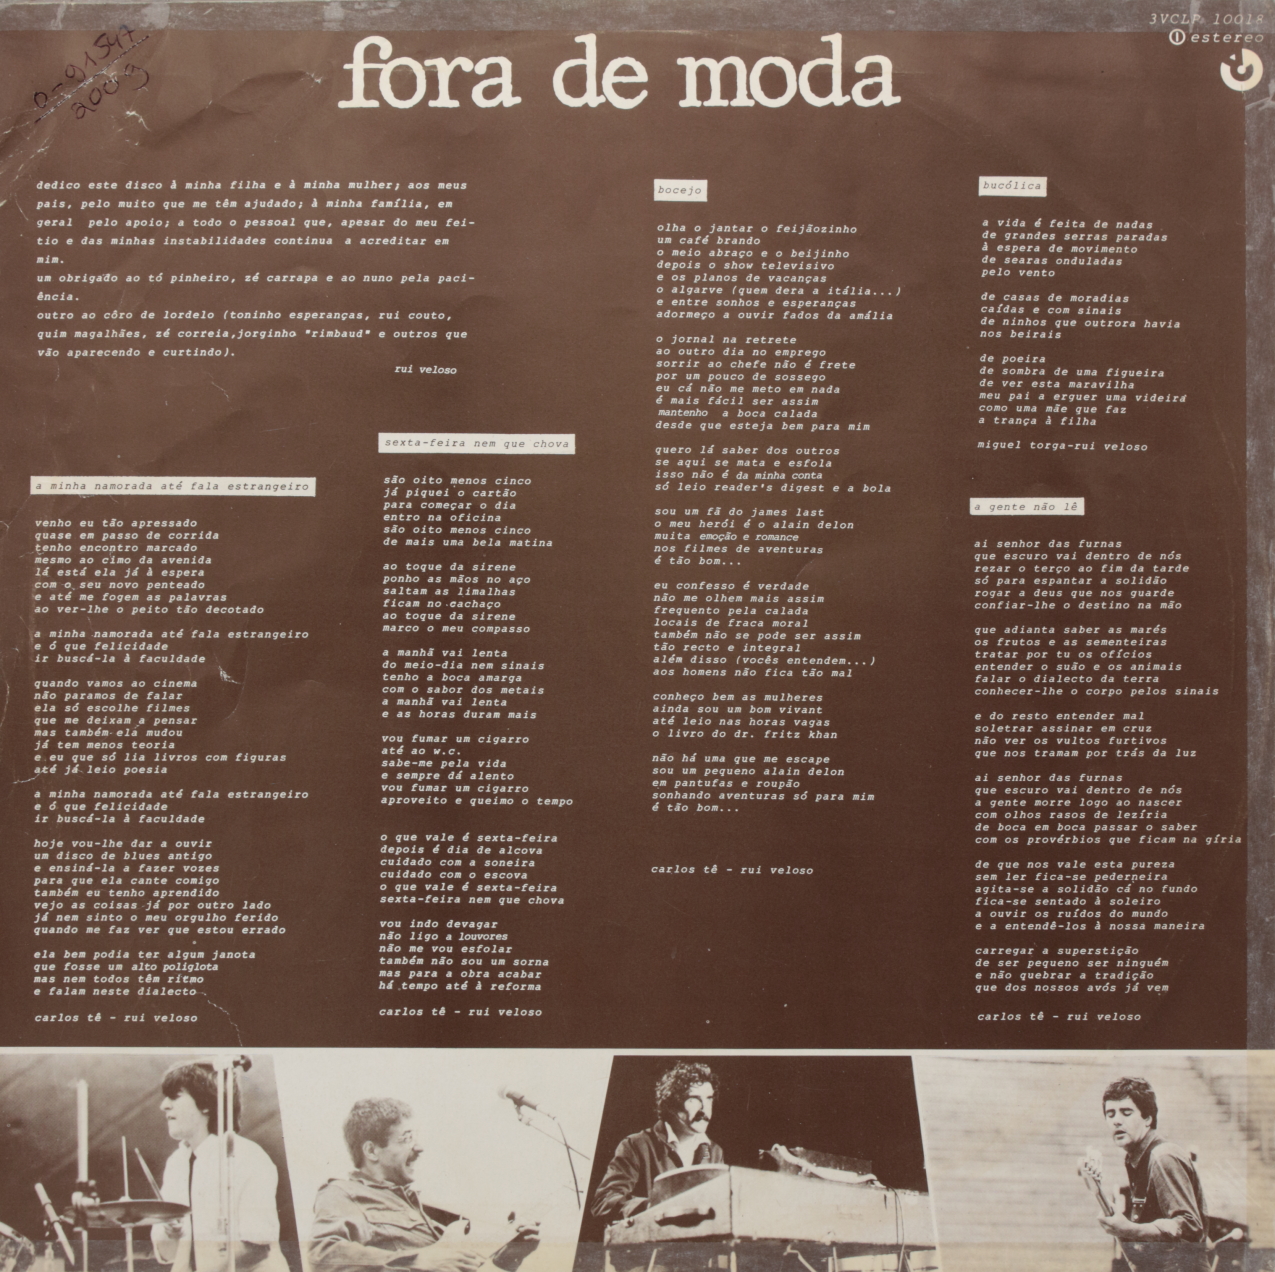 3VCLP 10018
estereo
0-91547
2009
fora de moda
dedico este disco à minha filha e à minha mulher; aos meus
pais, pelo muito que me têm ajudado; à minha família, em
geral pelo apoio; a todo o pessoal que, apesar do meu fei-
tio e das minhas instabilidades continua a acreditar em
mim.
um obrigado ao tó pinheiro, zé carrapa e ao nuno pela paci-
ência.
outro ao côro de lordelo (toninho esperanças, rui couto,
quim magalhães, zé correia,jorginho "rimbaud" e outros que
vão aparecendo e curtindo).
rui veloso
a minha namorada até fala estrangeiro
venho eu tão apressado
quase em passo de corrida
tenho encontro marcado
mesmo ao cimo da avenida
lá está ela já à espera
com o seu novo penteado
e até me fogem as palavras
ao ver-lhe o peito tão decotado
a minha namorada até fala estrangeiro
e ó que felicidade
ir buscá-la à faculdade
quando vamos ao cinema
não paramos de falar
ela só escolhe filmes
que me deixam a pensar
mas também ela mudou
já tem menos teoria
e eu que só lia livros com figuras
até já leio poesia
a minha namorada até fala estrangeiro
e ó que felicidade
ir buscá-la à faculdade
hoje vou-lhe dar a ouvir
um disco de blues antigo
e ensiná-la a fazer vozes
para que ela cante comigo
também eu tenho aprendido
vejo as coisas já por outro lado
já nem sinto o meu orgulho ferido
quando me faz ver que estou errado
ela bem podia ter algum janota
que fosse um alto poliglota
mas nem todos têm ritmo
e falam neste dialecto
carlos tê - rui veloso
sexta-feira nem que chova
são oito menos cinco
já piquei o cartão
para começar o dia
entro na oficina
são oito menos cinco
de mais uma bela matina
ao toque da sirene
ponho as mãos no aço
saltam as limalhas
ficam no cachaço
ao toque da sirene
marco o meu compasso
a manhã vai lenta
do meio-dia nem sinais
tenho a boca amarga
com o sabor dos metais
a manhã vai lenta
e as horas duram mais
vou fumar um cigarro
até ao w.c.
sabe-me pela vida
e sempre dá alento
vou fumar um cigarro
aproveito e queimo o tempo
o que vale é sexta-feira
depois é dia de alcova
cuidado com a soneira
cuidado com a escova
o que vale é sexta-feira
sexta-feira nem que chova
vou indo devagar
não ligo a louvores
não me vou esfolar
também não sou um sorna
mas para a obra acabar
há tempo até à reforma
carlos tê - rui veloso
bocejo
olha o jantar o feijãozinho
um café brando
o meio abraço e o beijinho
depois o show televisivo
e os planos de vacanças
o algarve (quem dera a itália...)
e entre sonhos e esperanças
adormeço a ouvir fados da amália
o jornal na retrete
ao outro dia no emprego
sorrir ao chefe não é frete
por um pouco de sossego
eu cá não me meto em nada
é mais fácil ser assim
mantenho a boca calada
desde que esteja bem para mim
quero lá saber dos outros
se aqui se mata e esfola
isso não é da minha conta
só leio reader's digest e a bola
sou um fã do james last
o meu herói é o alain delon
muita emoção e romance
nos filmes de aventuras
é tão bom...
eu confesso é verdade
não me olhem mais assim
frequento pela calada
locais de fraca moral
também não se pode ser assim
tão recto e integral
além disso (vocês entendem...)
aos homens não fica tão mal
conheço bem as mulheres
ainda sou um bom vivant
até leio nas horas vagas
o livro do dr. fritz khan
não há uma que me escape
sou um pequeno alain delon
em pantufas e roupão
sonhando aventuras só para mim
é tão bom...
carlos tê - rui veloso
bucólica
a vida é feita de nadas
de grandes serras paradas
à espera de movimento
de searas onduladas
pelo vento
de casas de moradias
caídas e com sinais
de ninhos que outrora havia
nos beirais
de poeira
de sombra de uma figueira
de ver esta maravilha
meu pai a erguer uma videira
como uma mãe que faz
a trança à filha
miguel torga-rui veloso
a gente não lê
ai senhor das furnas
que escuro vai dentro de nós
rezar o terço ao fim da tarde
só para espantar a solidão
rogar a deus que nos guarde
confiar-lhe o destino na mão
que adianta saber as marés
os frutos e as sementeiras
tratar por tu os ofícios
entender o suão e os animais
falar o dialecto da terra
conhecer-lhe o corpo pelos sinais
e do resto entender mal
soletrar assinar em cruz
não ver os vultos furtivos
que nos tramam por trás da luz
ai senhor das furnas
que escuro vai dentro de nós
a gente morre logo ao nascer
com olhos rasos de lezíria
de boca em boca passar o saber
com os provérbios que ficam na gíria
de que nos vale esta pureza
sem ler fica-se pederneira
agita-se a solidão cá no fundo
fica-se sentado à soleiro
a ouvir os ruídos do mundo
e a entendê-los à nossa maneira
carregar a superstição
de ser pequeno ser ninguém
e não quebrar a tradição
que dos nossos avós já vem
carlos tê - rui veloso